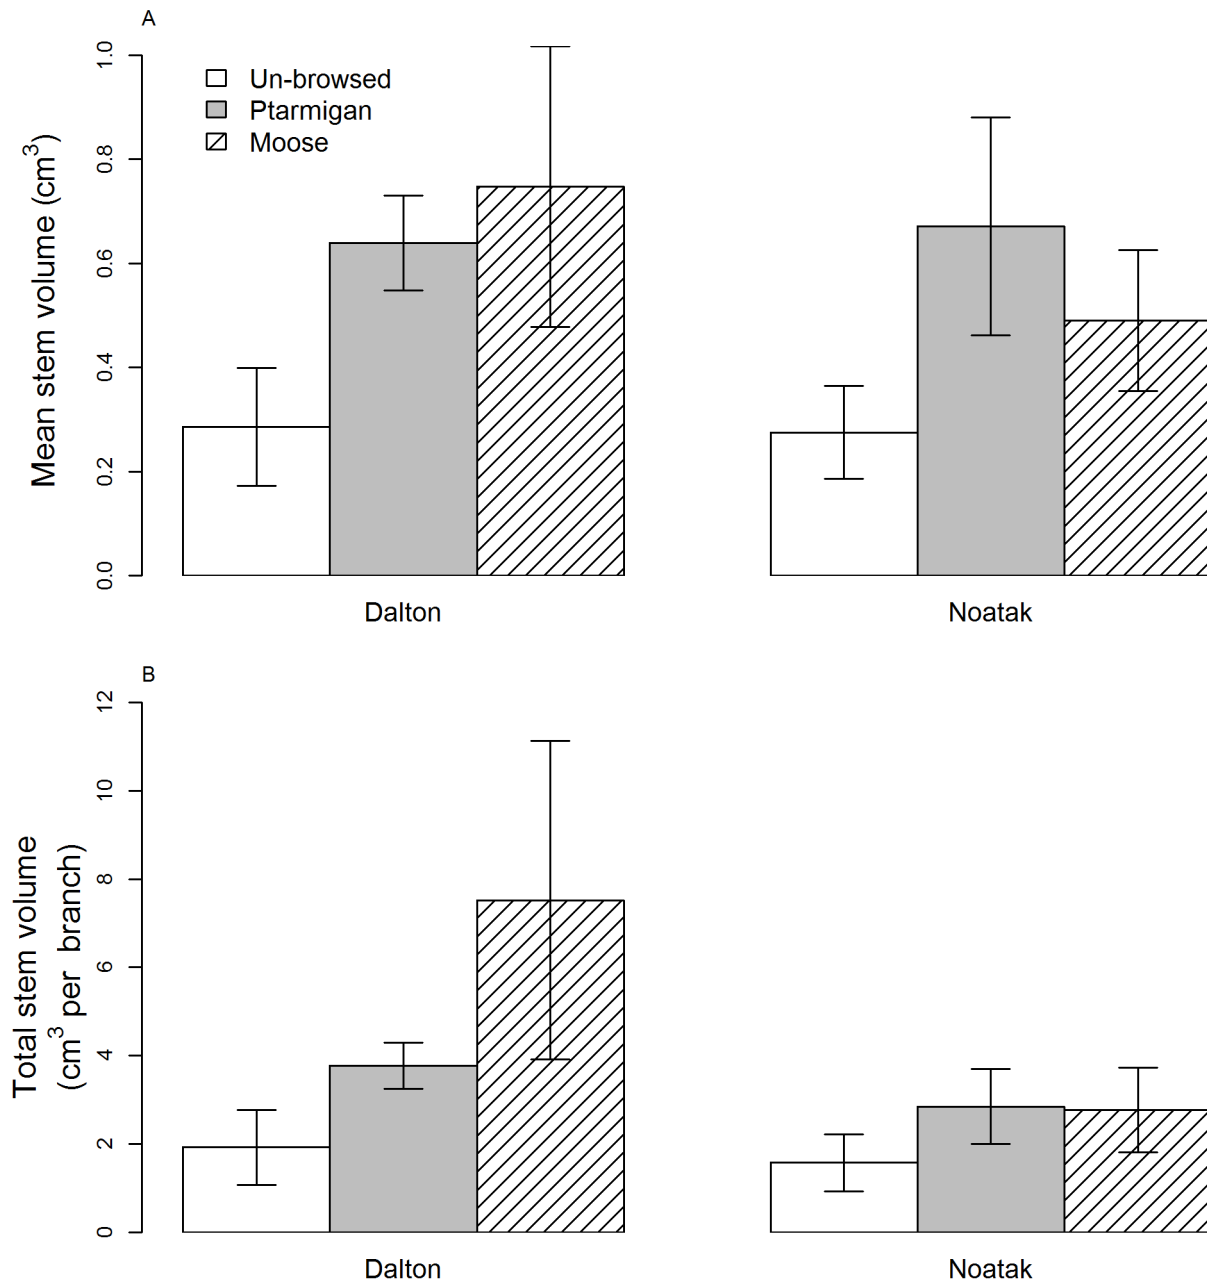 A
Mean stem volume (cm³)
0.0
0.2
0.4
0.6
0.8
1.0
Un-browsed
Ptarmigan
Moose
Dalton
Noatak
B
Total stem volume
(cm³ per branch)
0
2
4
6
8
10
12
Dalton
Noatak